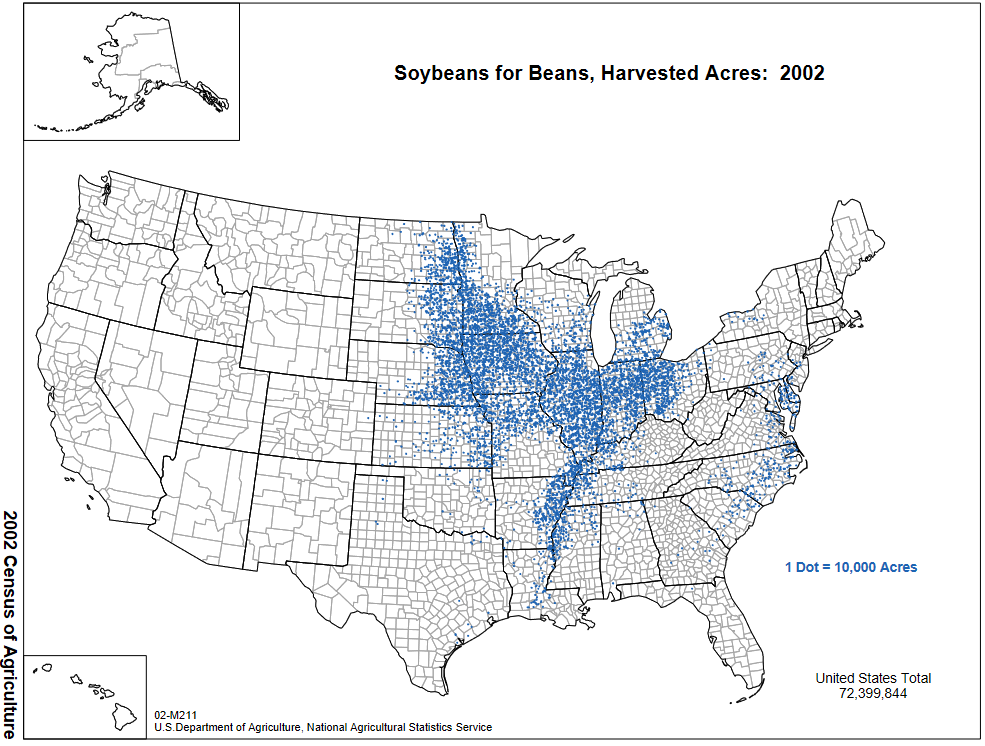 Soybeans for Beans, Harvested Acres: 2002
1 Dot = 10,000 Acres
United States Total
72,399,844
02-M211
U.S.Department of Agriculture, National Agricultural Statistics Service
2002 Census of Agriculture